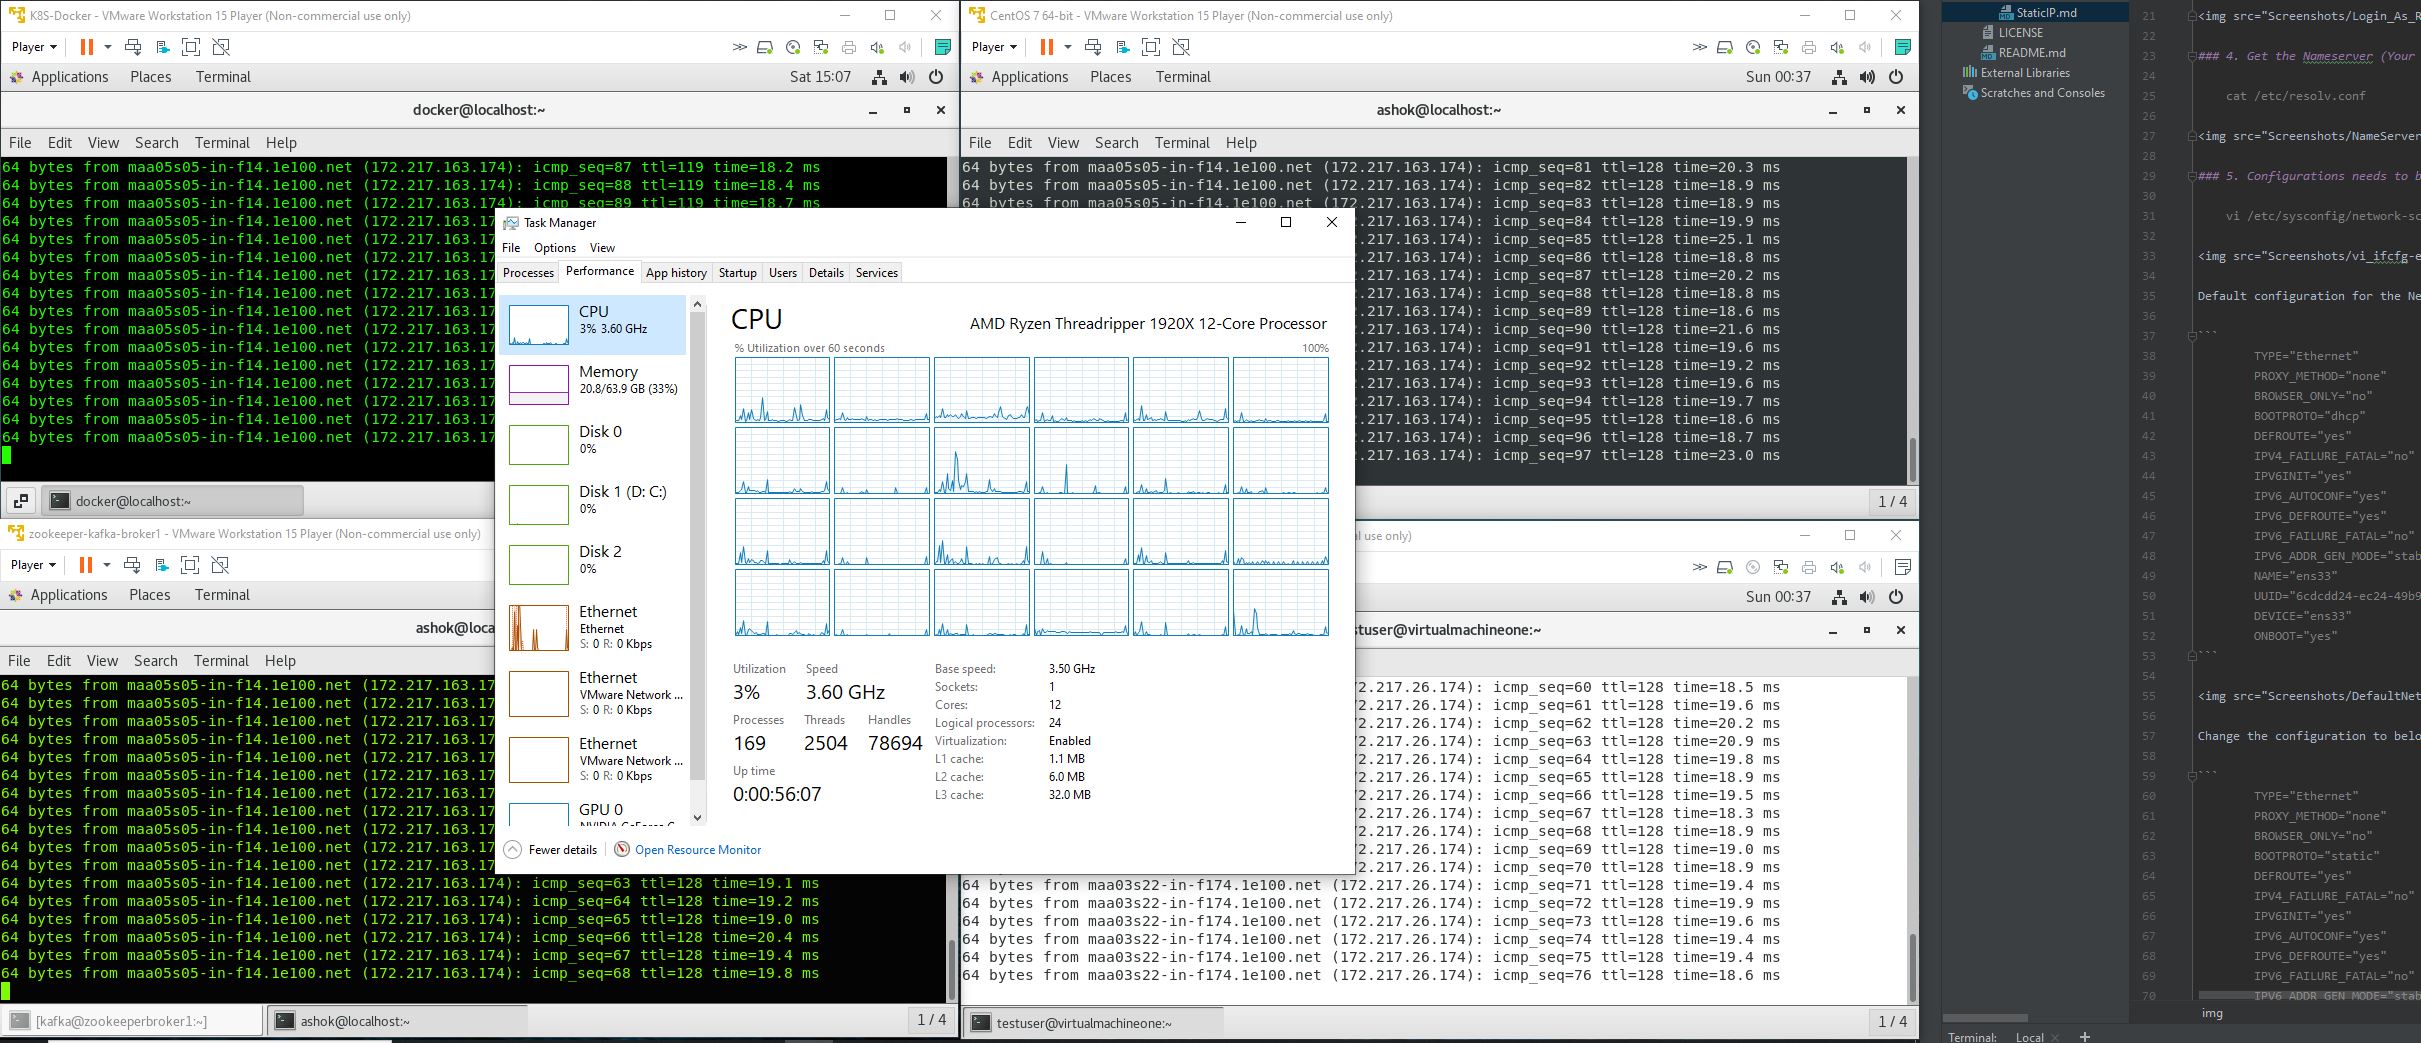 K8S-Docker - VMware Workstation 15 Player (Non-commercial use only)
Player
Applications Places Terminal Sat 15:07
docker@localhost:~
File Edit View Search Terminal Help
64 bytes from maa05s05-in-f14.1e100.net (172.217.163.174): icmp_seq=87 ttl=119 time=18.2 ms
64 bytes from maa05s05-in-f14.1e100.net (172.217.163.174): icmp_seq=88 ttl=119 time=18.4 ms
64 bytes from maa05s05-in-f14.1e100.net (172.217.163.174): icmp_seq=89 ttl=119 time=18.7 ms
64 bytes from maa05s05-in-f14.1e100.net (172.217.163.17
64 bytes from maa05s05-in-f14.1e100.net (172.217.163.17
64 bytes from maa05s05-in-f14.1e100.net (172.217.163.17
64 bytes from maa05s05-in-f14.1e100.net (172.217.163.17
64 bytes from maa05s05-in-f14.1e100.net (172.217.163.17
64 bytes from maa05s05-in-f14.1e100.net (172.217.163.17
64 bytes from maa05s05-in-f14.1e100.net (172.217.163.17
64 bytes from maa05s05-in-f14.1e100.net (172.217.163.17
64 bytes from maa05s05-in-f14.1e100.net (172.217.163.17
64 bytes from maa05s05-in-f14.1e100.net (172.217.163.17
64 bytes from maa05s05-in-f14.1e100.net (172.217.163.17
64 bytes from maa05s05-in-f14.1e100.net (172.217.163.17
64 bytes from maa05s05-in-f14.1e100.net (172.217.163.17
docker@localhost:~
CentOS 7 64-bit - VMware Workstation 15 Player (Non-commercial use only)
Player
Applications Places Terminal Sun 00:37
ashok@localhost:~
File Edit View Search Terminal Help
64 bytes from maa05s05-in-f14.1e100.net (172.217.163.174): icmp_seq=81 ttl=128 time=20.3 ms
64 bytes from maa05s05-in-f14.1e100.net (172.217.163.174): icmp_seq=82 ttl=128 time=18.9 ms
64 bytes from maa05s05-in-f14.1e100.net (172.217.163.174): icmp_seq=83 ttl=128 time=18.9 ms
2.217.163.174): icmp_seq=84 ttl=128 time=19.9 ms
2.217.163.174): icmp_seq=85 ttl=128 time=25.1 ms
2.217.163.174): icmp_seq=86 ttl=128 time=18.8 ms
2.217.163.174): icmp_seq=87 ttl=128 time=20.2 ms
2.217.163.174): icmp_seq=88 ttl=128 time=18.8 ms
2.217.163.174): icmp_seq=89 ttl=128 time=18.6 ms
2.217.163.174): icmp_seq=90 ttl=128 time=21.6 ms
2.217.163.174): icmp_seq=91 ttl=128 time=19.6 ms
2.217.163.174): icmp_seq=92 ttl=128 time=19.2 ms
2.217.163.174): icmp_seq=93 ttl=128 time=19.6 ms
2.217.163.174): icmp_seq=94 ttl=128 time=19.7 ms
2.217.163.174): icmp_seq=95 ttl=128 time=18.6 ms
2.217.163.174): icmp_seq=96 ttl=128 time=18.7 ms
2.217.163.174): icmp_seq=97 ttl=128 time=23.0 ms
1 / 4
Task Manager
File Options View
Processes Performance App history Startup Users Details Services
CPU
3% 3.60 GHz
Memory
20.8/63.9 GB (33%)
Disk 0
0%
Disk 1 (D: C:)
0%
Disk 2
0%
Ethernet
Ethernet
S: 0 R: 0 Kbps
Ethernet
VMware Network ...
S: 0 R: 0 Kbps
Ethernet
VMware Network ...
S: 0 R: 0 Kbps
GPU 0
CPU AMD Ryzen Threadripper 1920X 12-Core Processor
% Utilization over 60 seconds 100%
Utilization Speed
3% 3.60 GHz
Processes Threads Handles
169 2504 78694
Up time
0:00:56:07
Base speed: 3.50 GHz
Sockets: 1
Cores: 12
Logical processors: 24
Virtualization: Enabled
L1 cache: 1.1 MB
L2 cache: 6.0 MB
L3 cache: 32.0 MB
Fewer details Open Resource Monitor
zookeeper-kafka-broker1 - VMware Workstation 15 Player (Non-commercial use only)
Player
Applications Places Terminal
ashok@loca
File Edit View Search Terminal Help
64 bytes from maa05s05-in-f14.1e100.net (172.217.163.17
64 bytes from maa05s05-in-f14.1e100.net (172.217.163.17
64 bytes from maa05s05-in-f14.1e100.net (172.217.163.17
64 bytes from maa05s05-in-f14.1e100.net (172.217.163.17
64 bytes from maa05s05-in-f14.1e100.net (172.217.163.17
64 bytes from maa05s05-in-f14.1e100.net (172.217.163.17
64 bytes from maa05s05-in-f14.1e100.net (172.217.163.17
64 bytes from maa05s05-in-f14.1e100.net (172.217.163.17
64 bytes from maa05s05-in-f14.1e100.net (172.217.163.17
64 bytes from maa05s05-in-f14.1e100.net (172.217.163.17
64 bytes from maa05s05-in-f14.1e100.net (172.217.163.17
64 bytes from maa05s05-in-f14.1e100.net (172.217.163.174): icmp_seq=63 ttl=128 time=19.1 ms
64 bytes from maa05s05-in-f14.1e100.net (172.217.163.174): icmp_seq=64 ttl=128 time=19.2 ms
64 bytes from maa05s05-in-f14.1e100.net (172.217.163.174): icmp_seq=65 ttl=128 time=19.0 ms
64 bytes from maa05s05-in-f14.1e100.net (172.217.163.174): icmp_seq=66 ttl=128 time=20.4 ms
64 bytes from maa05s05-in-f14.1e100.net (172.217.163.174): icmp_seq=67 ttl=128 time=19.4 ms
64 bytes from maa05s05-in-f14.1e100.net (172.217.163.174): icmp_seq=68 ttl=128 time=19.8 ms
[kafka@zookeeperbroker1:~] ashok@localhost:~ 1 / 4
al use only)
Sun 00:37
stuser@virtualmachineone:~
72.217.26.174): icmp_seq=60 ttl=128 time=18.5 ms
72.217.26.174): icmp_seq=61 ttl=128 time=19.6 ms
72.217.26.174): icmp_seq=62 ttl=128 time=20.2 ms
72.217.26.174): icmp_seq=63 ttl=128 time=20.9 ms
72.217.26.174): icmp_seq=64 ttl=128 time=19.8 ms
72.217.26.174): icmp_seq=65 ttl=128 time=18.9 ms
72.217.26.174): icmp_seq=66 ttl=128 time=19.5 ms
72.217.26.174): icmp_seq=67 ttl=128 time=18.3 ms
72.217.26.174): icmp_seq=68 ttl=128 time=18.9 ms
72.217.26.174): icmp_seq=69 ttl=128 time=19.0 ms
72.217.26.174): icmp_seq=70 ttl=128 time=18.9 ms
64 bytes from maa03s22-in-f174.1e100.net (172.217.26.174): icmp_seq=71 ttl=128 time=19.4 ms
64 bytes from maa03s22-in-f174.1e100.net (172.217.26.174): icmp_seq=72 ttl=128 time=19.9 ms
64 bytes from maa03s22-in-f174.1e100.net (172.217.26.174): icmp_seq=73 ttl=128 time=19.6 ms
64 bytes from maa03s22-in-f174.1e100.net (172.217.26.174): icmp_seq=74 ttl=128 time=19.4 ms
64 bytes from maa03s22-in-f174.1e100.net (172.217.26.174): icmp_seq=75 ttl=128 time=19.4 ms
64 bytes from maa03s22-in-f174.1e100.net (172.217.26.174): icmp_seq=76 ttl=128 time=18.6 ms
testuser@virtualmachineone:~ 1 / 4
StaticIP.md
LICENSE
README.md
External Libraries
Scratches and Consoles
21 <img src="Screenshots/Login_As_R
22
23 ### 4. Get the Nameserver (Your
24
25 cat /etc/resolv.conf
26
27 <img src="Screenshots/NameServer
28
29 ### 5. Configurations needs to b
30
31 vi /etc/sysconfig/network-sc
32
33 <img src="Screenshots/vi_ifcfg-e
34
35 Default configuration for the Ne
36
37 ```
38 TYPE="Ethernet"
39 PROXY_METHOD="none"
40 BROWSER_ONLY="no"
41 BOOTPROTO="dhcp"
42 DEFROUTE="yes"
43 IPV4_FAILURE_FATAL="no"
44 IPV6INIT="yes"
45 IPV6_AUTOCONF="yes"
46 IPV6_DEFROUTE="yes"
47 IPV6_FAILURE_FATAL="no"
48 IPV6_ADDR_GEN_MODE="stab
49 NAME="ens33"
50 UUID="6cdcdd24-ec24-49b9
51 DEVICE="ens33"
52 ONBOOT="yes"
53 ```
54
55 <img src="Screenshots/DefaultNet
56
57 Change the configuration to belo
58
59 ```
60 TYPE="Ethernet"
61 PROXY_METHOD="none"
62 BROWSER_ONLY="no"
63 BOOTPROTO="static"
64 DEFROUTE="yes"
65 IPV4_FAILURE_FATAL="no"
66 IPV6INIT="yes"
67 IPV6_AUTOCONF="yes"
68 IPV6_DEFROUTE="yes"
69 IPV6_FAILURE_FATAL="no"
70 IPV6_ADDR_GEN_MODE="stab
img
Terminal: Local